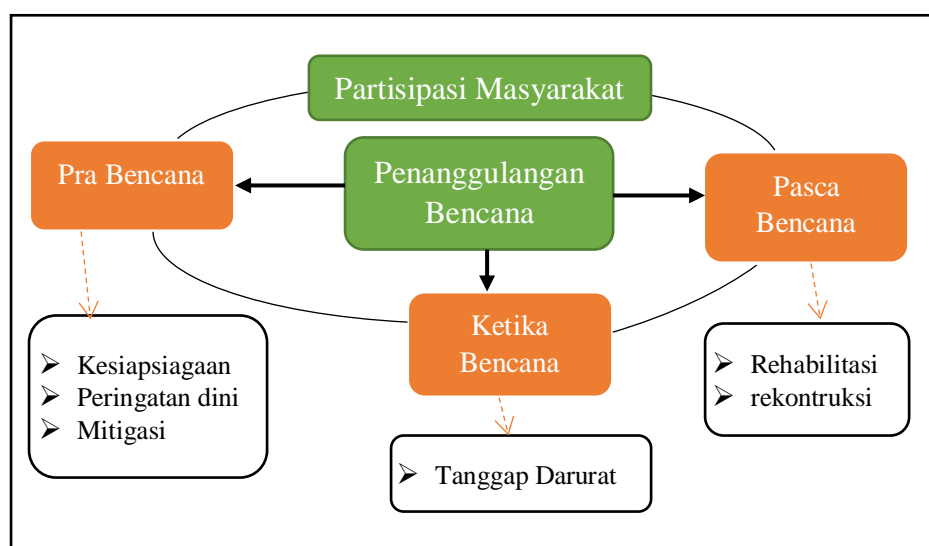 Partisipasi Masyarakat
Pra Bencana
Penanggulangan
Bencana
Pasca
Bencana
Ketika
Bencana
➢ Kesiapsiagaan
➢ Peringatan dini
➢ Mitigasi
➢ Tanggap Darurat
➢ Rehabilitasi
➢ rekontruksi